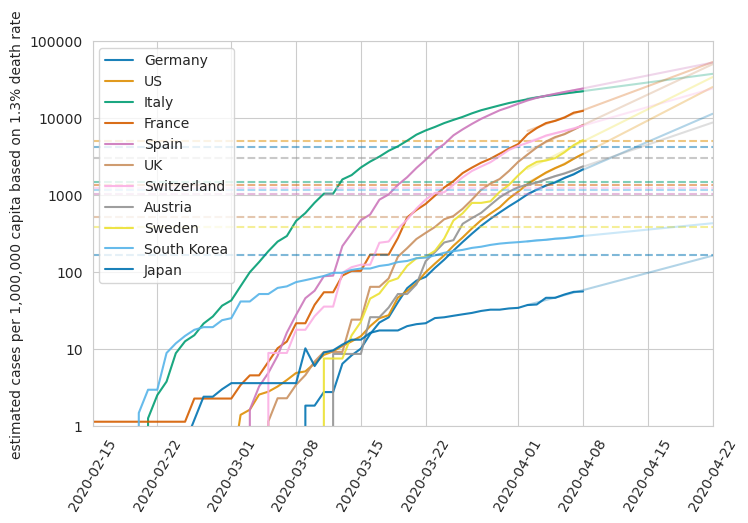 estimated cases per 1,000,000 capita based on 1.3% death rate
100000
10000
1000
100
10
1
Germany
US
Italy
France
Spain
UK
Switzerland
Austria
Sweden
South Korea
Japan
2020-02-15
2020-02-22
2020-03-01
2020-03-08
2020-03-15
2020-03-22
2020-04-01
2020-04-08
2020-04-15
2020-04-22